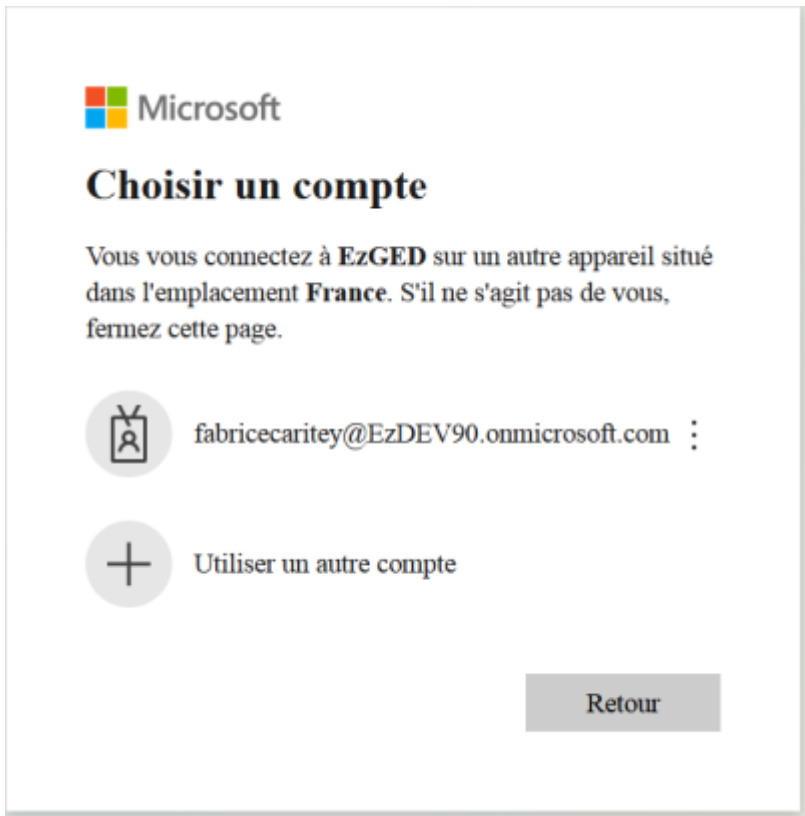 Microsoft
Choisir un compte
Vous vous connectez à EzGED sur un autre appareil situé
dans l'emplacement France. S'il ne s'agit pas de vous,
fermez cette page.
fabricecaritey@EzDEV90.onmicrosoft.com
Utiliser un autre compte
Retour